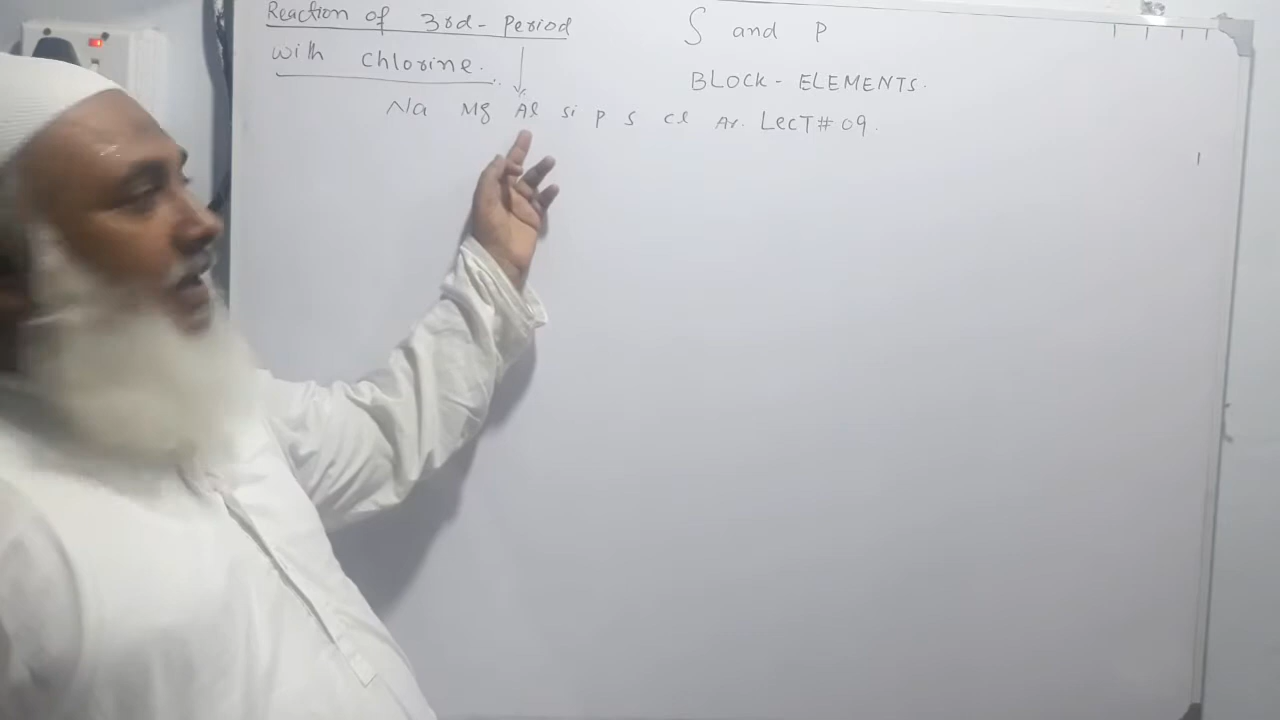 Reaction of 3rd-Period
with Chlorine.
Na Mg Al Si P S Cl Ar.
S and P
BLOCK - ELEMENTS.
LecT # 09.